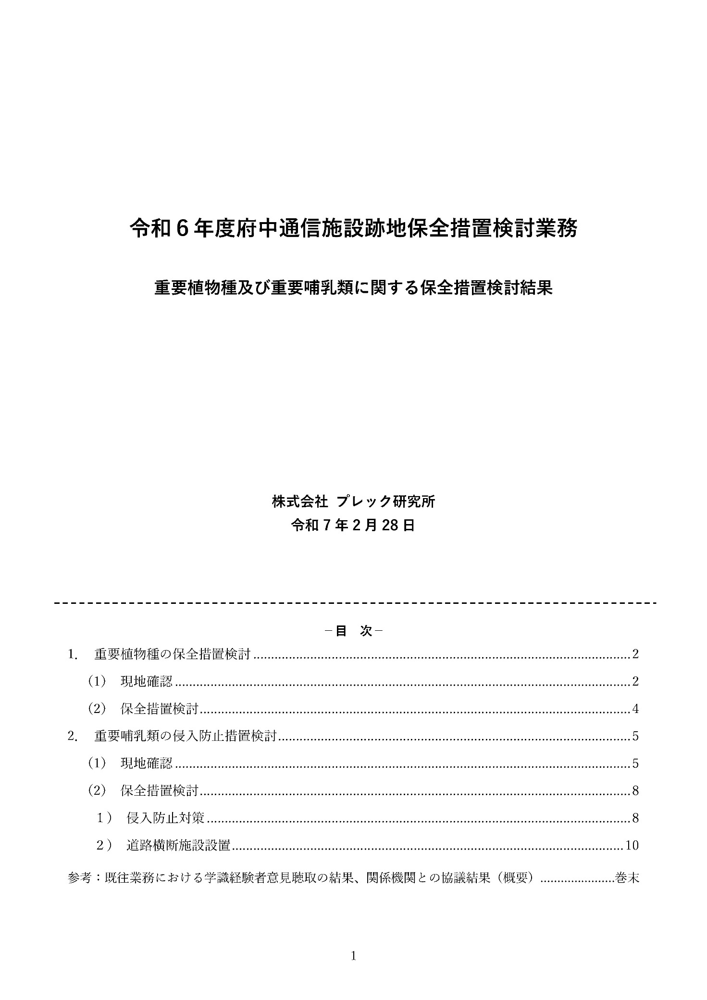 令和６年度府中通信施設跡地保全措置検討業務
重要植物種及び重要哺乳類に関する保全措置検討結果
株式会社 プレック研究所
令和 7 年 2 月 28 日
－目　次－
1.　重要植物種の保全措置検討..........2
（1）　現地確認..........2
（2）　保全措置検討..........4
2.　重要哺乳類の侵入防止措置検討..........5
（1）　現地確認..........5
（2）　保全措置検討..........8
１）　侵入防止対策..........8
２）　道路横断施設設置..........10
参考：既往業務における学識経験者意見聴取の結果、関係機関との協議結果（概要）..........巻末
1